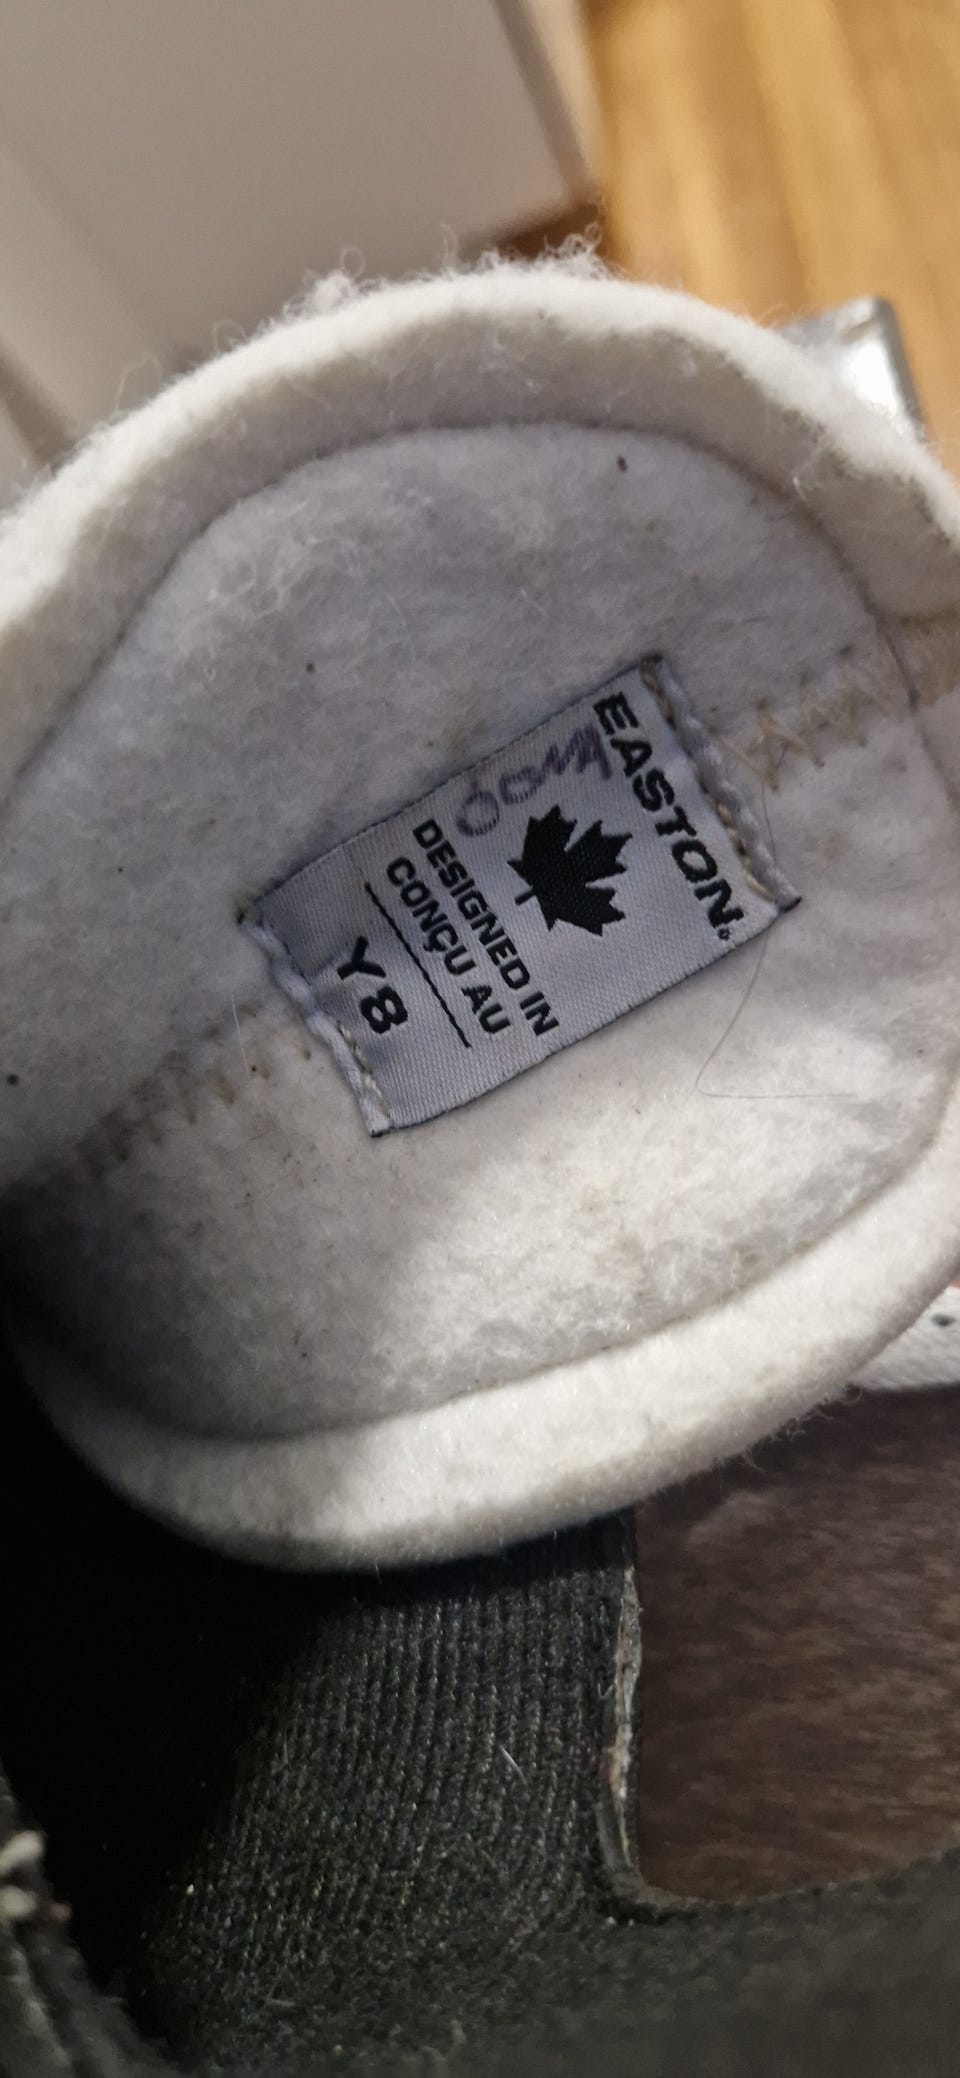 EASTON
DESIGNED IN
CONÇU AU
Y8